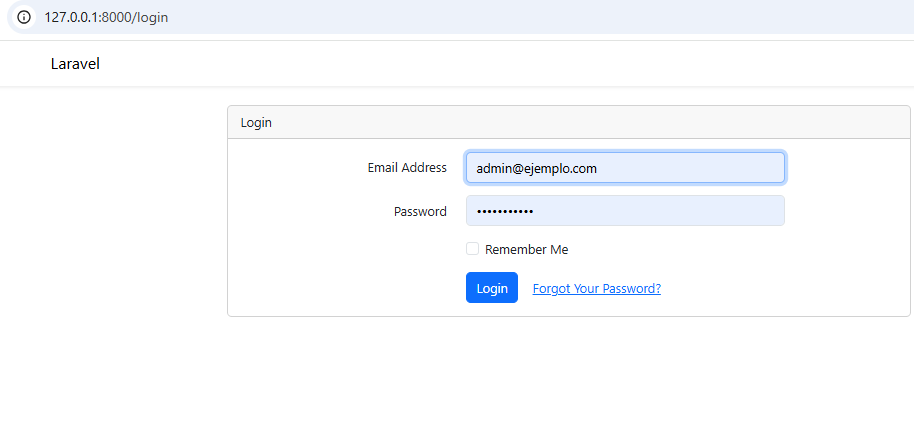 127.0.0.1:8000/login
Laravel
Login
Email Address admin@ejemplo.com
Password •••••••••••
Remember Me
Login Forgot Your Password?